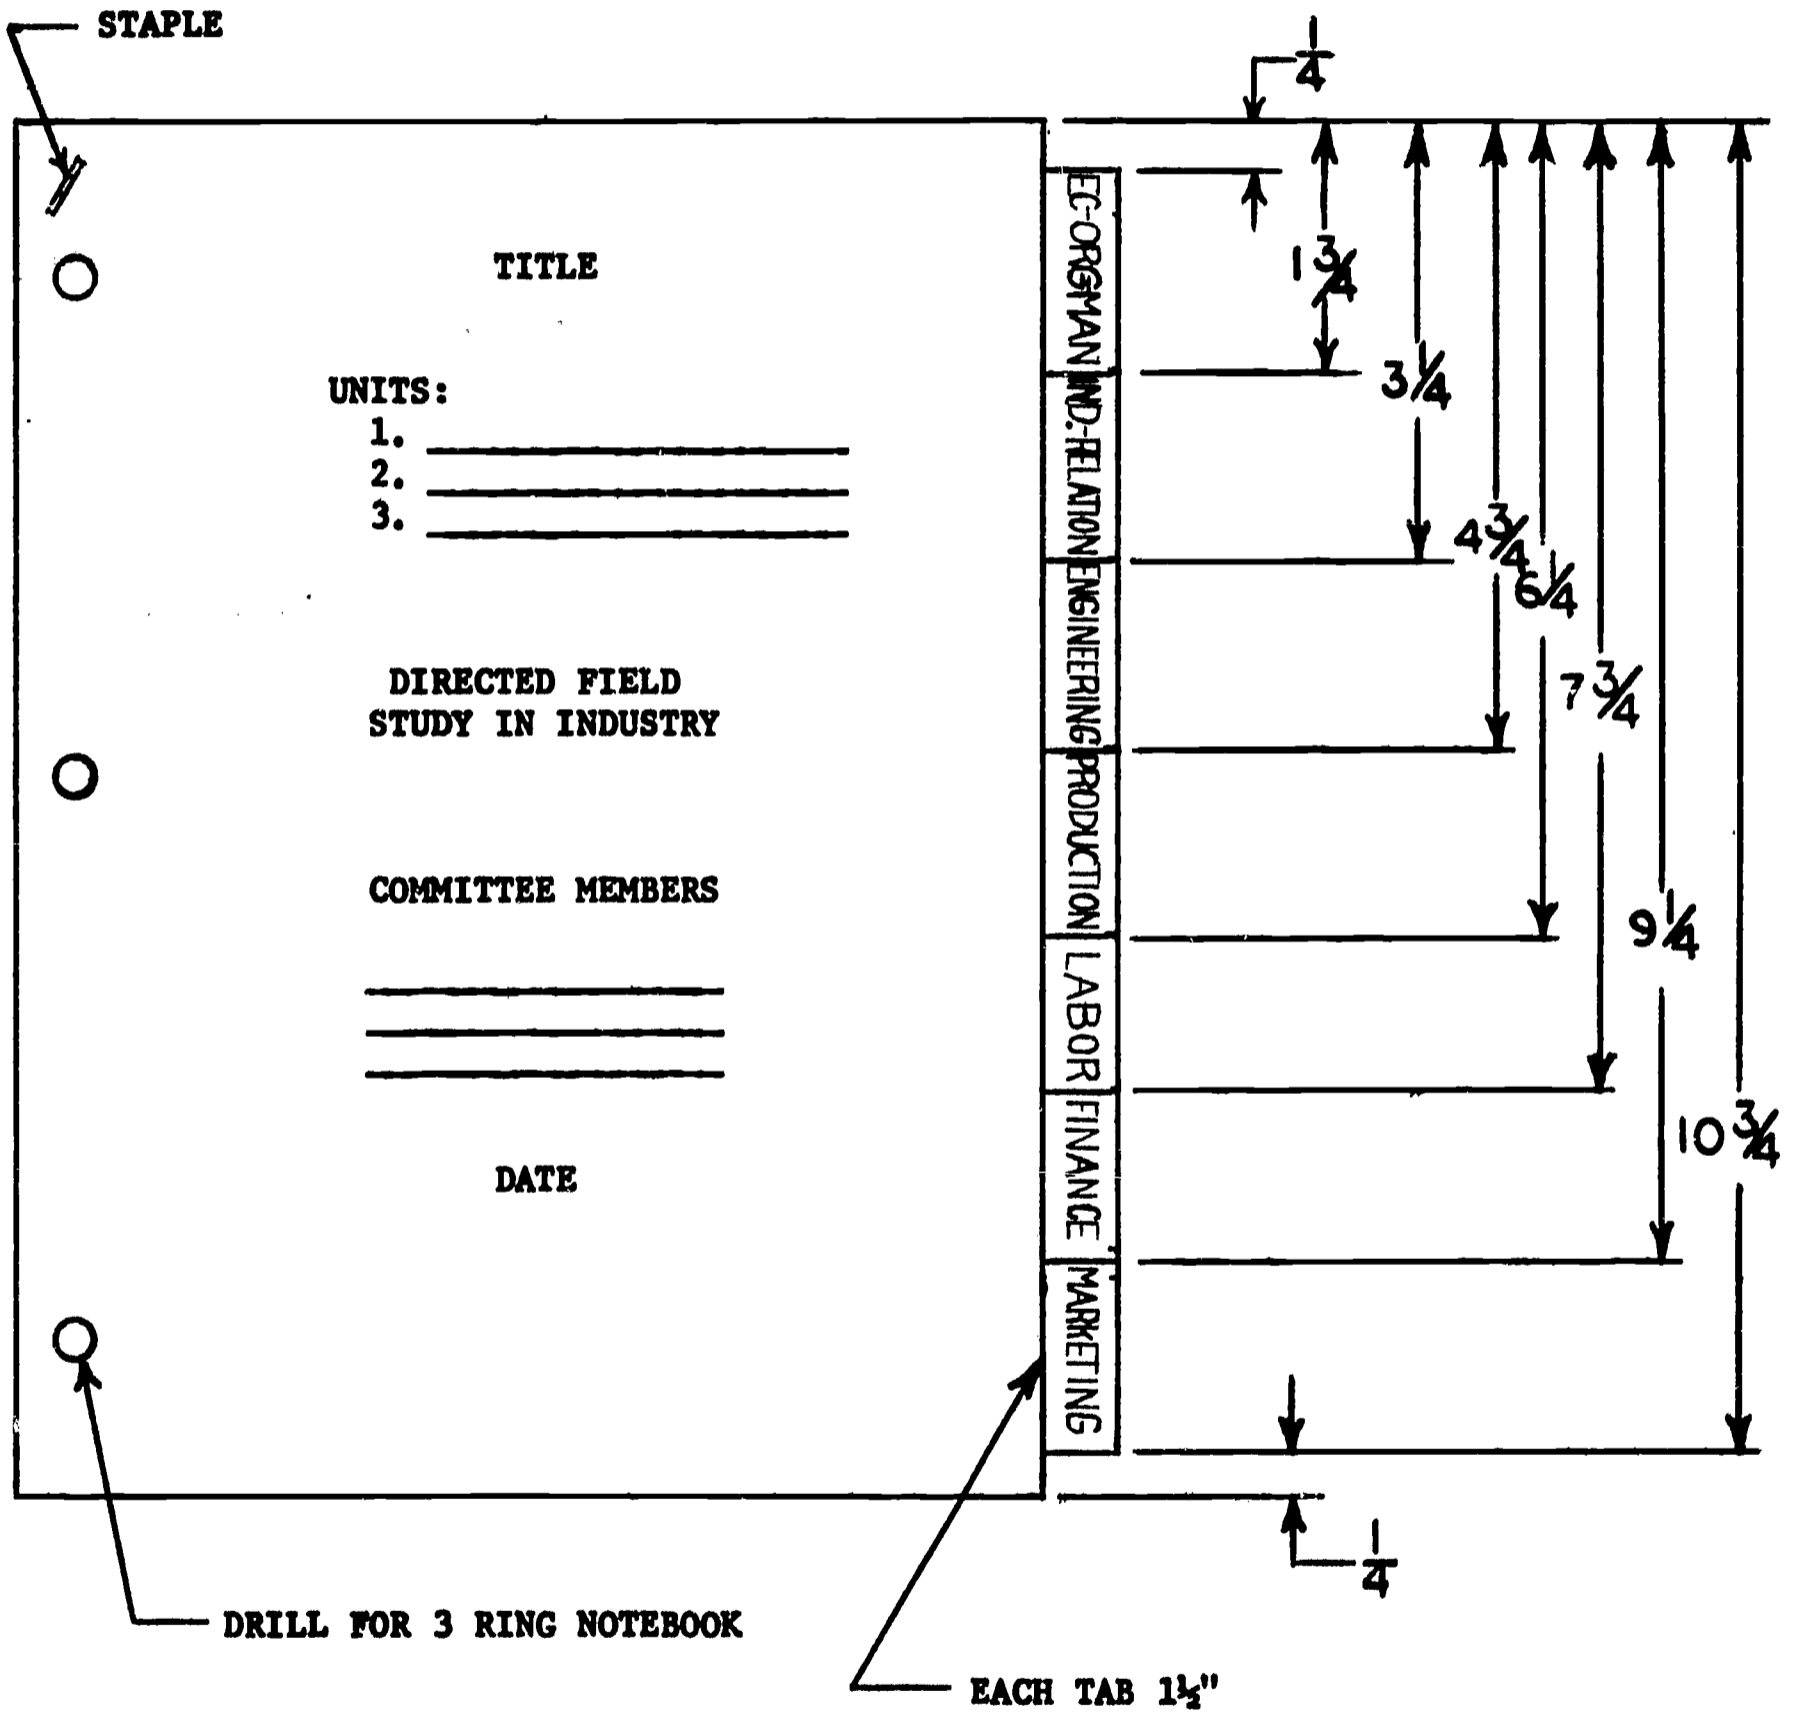 STAPLE
1/4
TITLE
1 3/4
UNITS:
1.
2.
3.
3 1/4
4 3/4
6 1/4
DIRECTED FIELD
STUDY IN INDUSTRY
7 3/4
COMMITTEE MEMBERS
9 1/4
10 3/4
DATE
EC-ORGMAN
IND.-RELATION
ENGINEERING
PRODUCTION
LABOR
FINANCE
MARKETING
1/4
DRILL FOR 3 RING NOTEBOOK
EACH TAB 1½"